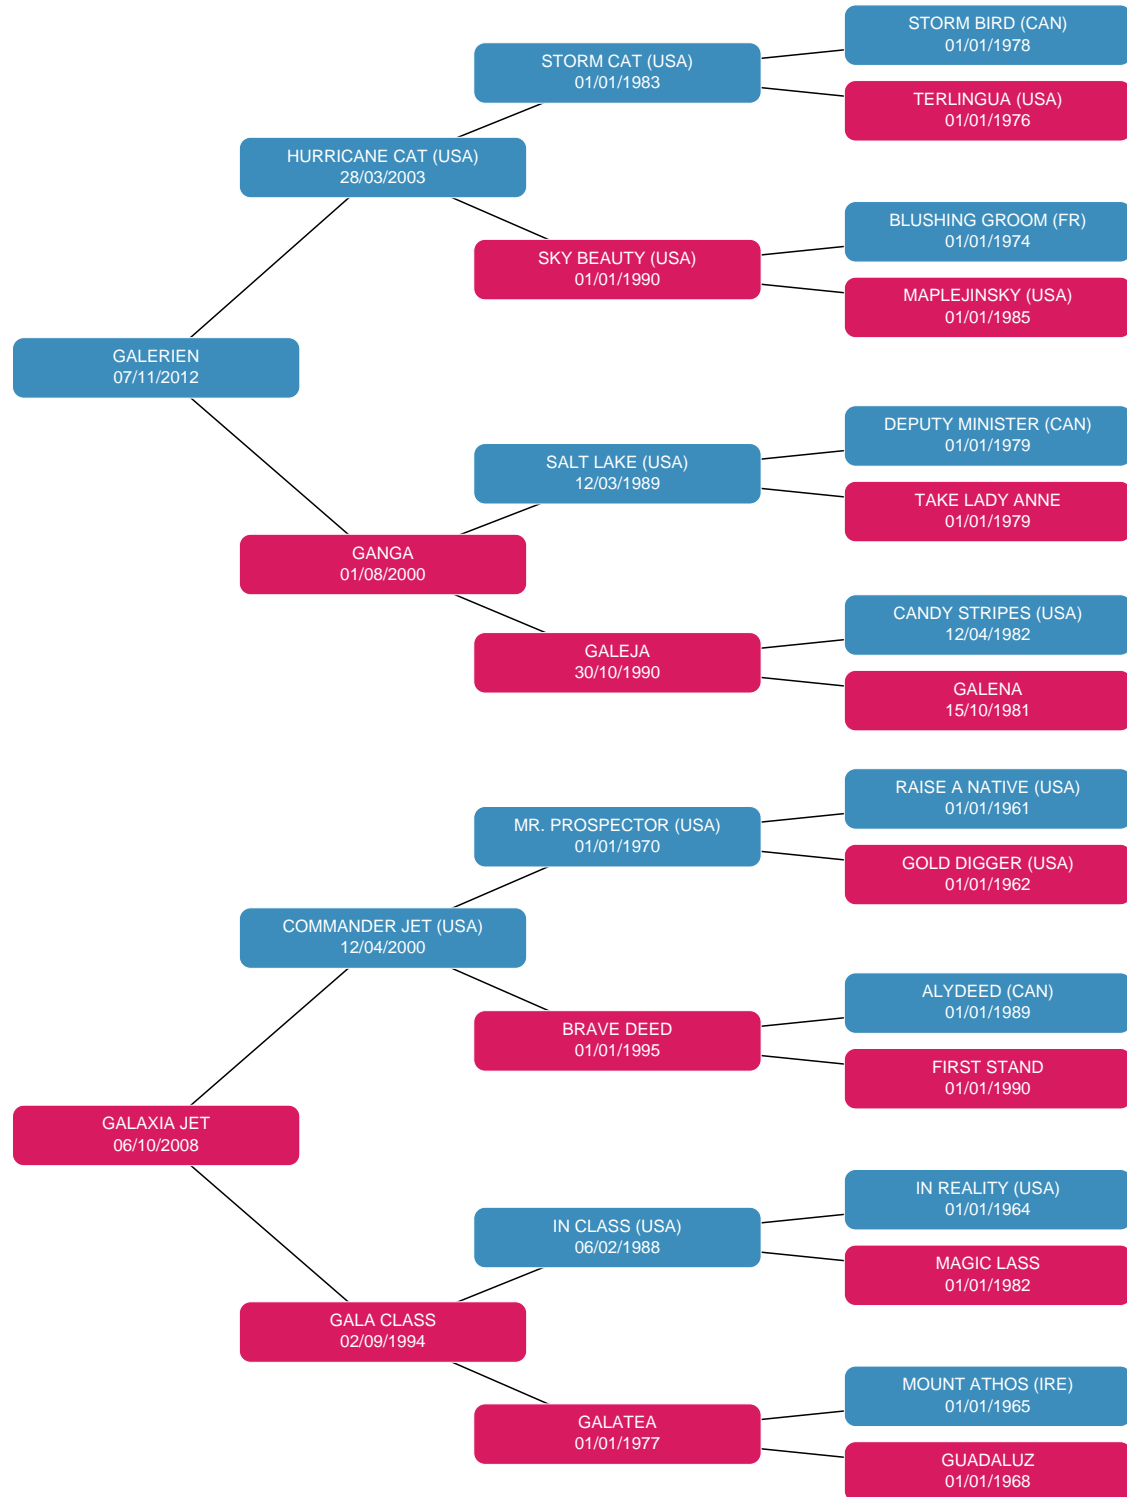 STORM BIRD (CAN)
01/01/1978
STORM CAT (USA)
01/01/1983
TERLINGUA (USA)
01/01/1976
HURRICANE CAT (USA)
28/03/2003
BLUSHING GROOM (FR)
01/01/1974
SKY BEAUTY (USA)
01/01/1990
MAPLEJINSKY (USA)
01/01/1985
GALERIEN
07/11/2012
DEPUTY MINISTER (CAN)
01/01/1979
SALT LAKE (USA)
12/03/1989
TAKE LADY ANNE
01/01/1979
GANGA
01/08/2000
CANDY STRIPES (USA)
12/04/1982
GALEJA
30/10/1990
GALENA
15/10/1981
RAISE A NATIVE (USA)
01/01/1961
MR. PROSPECTOR (USA)
01/01/1970
GOLD DIGGER (USA)
01/01/1962
COMMANDER JET (USA)
12/04/2000
ALYDEED (CAN)
01/01/1989
BRAVE DEED
01/01/1995
FIRST STAND
01/01/1990
GALAXIA JET
06/10/2008
IN REALITY (USA)
01/01/1964
IN CLASS (USA)
06/02/1988
MAGIC LASS
01/01/1982
GALA CLASS
02/09/1994
MOUNT ATHOS (IRE)
01/01/1965
GALATEA
01/01/1977
GUADALUZ
01/01/1968